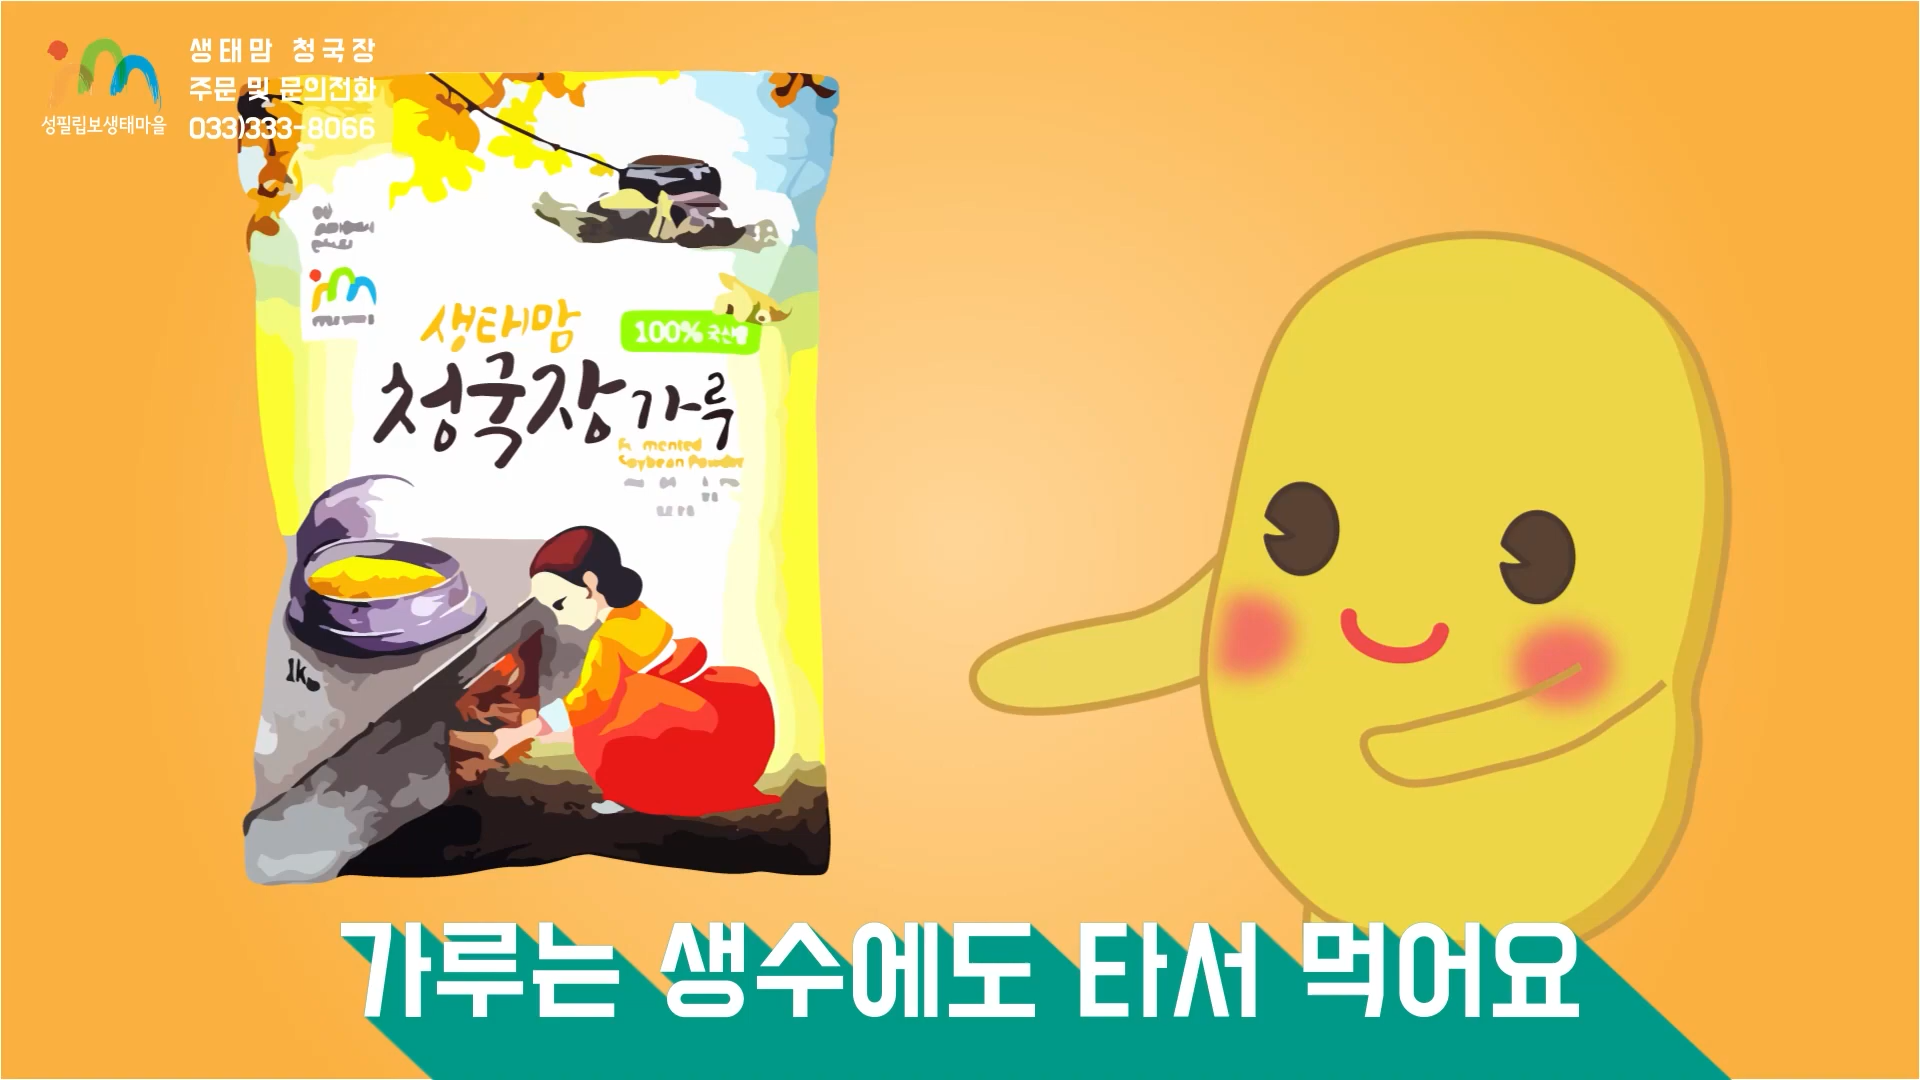 생태맘 청국장
주문 및 문의전화
033)333-8066
성필립보생태마을
생태맘
100% 국산콩
청국장가루
Soybean Powder
가루는 생수에도 타서 먹어요